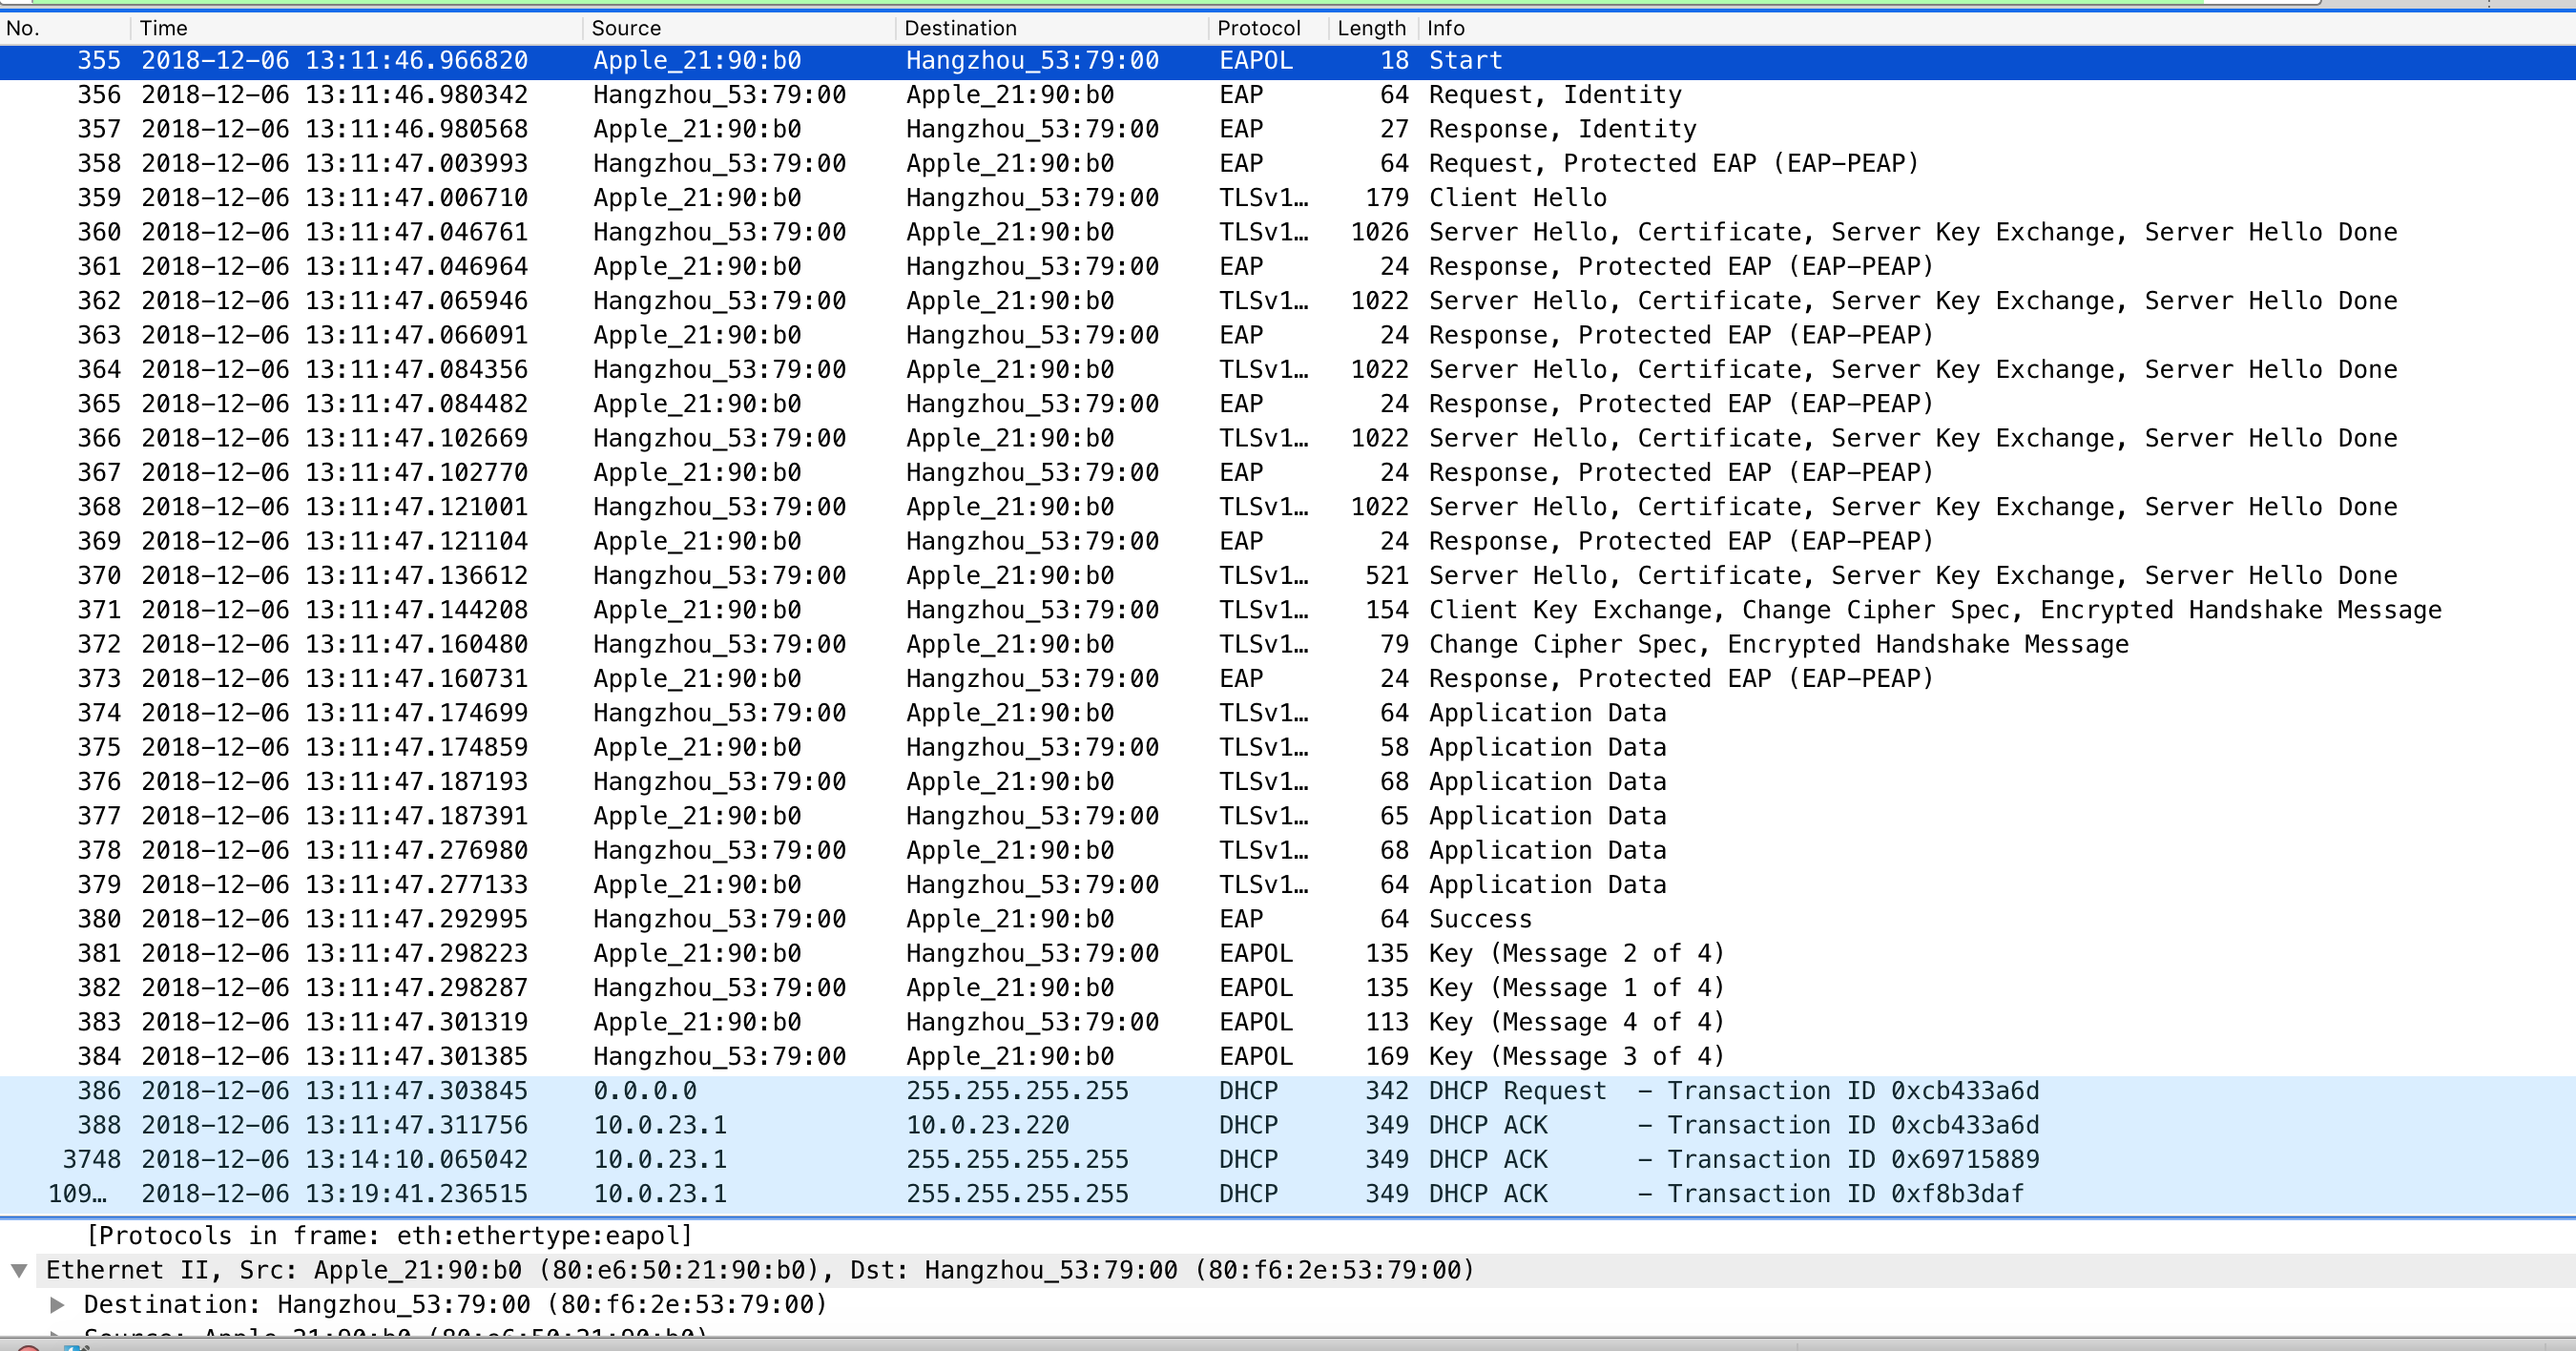 No. Time Source Destination Protocol Length Info
355 2018-12-06 13:11:46.966820 Apple_21:90:b0 Hangzhou_53:79:00 EAPOL 18 Start
356 2018-12-06 13:11:46.980342 Hangzhou_53:79:00 Apple_21:90:b0 EAP 64 Request, Identity
357 2018-12-06 13:11:46.980568 Apple_21:90:b0 Hangzhou_53:79:00 EAP 27 Response, Identity
358 2018-12-06 13:11:47.003993 Hangzhou_53:79:00 Apple_21:90:b0 EAP 64 Request, Protected EAP (EAP-PEAP)
359 2018-12-06 13:11:47.006710 Apple_21:90:b0 Hangzhou_53:79:00 TLSv1… 179 Client Hello
360 2018-12-06 13:11:47.046761 Hangzhou_53:79:00 Apple_21:90:b0 TLSv1… 1026 Server Hello, Certificate, Server Key Exchange, Server Hello Done
361 2018-12-06 13:11:47.046964 Apple_21:90:b0 Hangzhou_53:79:00 EAP 24 Response, Protected EAP (EAP-PEAP)
362 2018-12-06 13:11:47.065946 Hangzhou_53:79:00 Apple_21:90:b0 TLSv1… 1022 Server Hello, Certificate, Server Key Exchange, Server Hello Done
363 2018-12-06 13:11:47.066091 Apple_21:90:b0 Hangzhou_53:79:00 EAP 24 Response, Protected EAP (EAP-PEAP)
364 2018-12-06 13:11:47.084356 Hangzhou_53:79:00 Apple_21:90:b0 TLSv1… 1022 Server Hello, Certificate, Server Key Exchange, Server Hello Done
365 2018-12-06 13:11:47.084482 Apple_21:90:b0 Hangzhou_53:79:00 EAP 24 Response, Protected EAP (EAP-PEAP)
366 2018-12-06 13:11:47.102669 Hangzhou_53:79:00 Apple_21:90:b0 TLSv1… 1022 Server Hello, Certificate, Server Key Exchange, Server Hello Done
367 2018-12-06 13:11:47.102770 Apple_21:90:b0 Hangzhou_53:79:00 EAP 24 Response, Protected EAP (EAP-PEAP)
368 2018-12-06 13:11:47.121001 Hangzhou_53:79:00 Apple_21:90:b0 TLSv1… 1022 Server Hello, Certificate, Server Key Exchange, Server Hello Done
369 2018-12-06 13:11:47.121104 Apple_21:90:b0 Hangzhou_53:79:00 EAP 24 Response, Protected EAP (EAP-PEAP)
370 2018-12-06 13:11:47.136612 Hangzhou_53:79:00 Apple_21:90:b0 TLSv1… 521 Server Hello, Certificate, Server Key Exchange, Server Hello Done
371 2018-12-06 13:11:47.144208 Apple_21:90:b0 Hangzhou_53:79:00 TLSv1… 154 Client Key Exchange, Change Cipher Spec, Encrypted Handshake Message
372 2018-12-06 13:11:47.160480 Hangzhou_53:79:00 Apple_21:90:b0 TLSv1… 79 Change Cipher Spec, Encrypted Handshake Message
373 2018-12-06 13:11:47.160731 Apple_21:90:b0 Hangzhou_53:79:00 EAP 24 Response, Protected EAP (EAP-PEAP)
374 2018-12-06 13:11:47.174699 Hangzhou_53:79:00 Apple_21:90:b0 TLSv1… 64 Application Data
375 2018-12-06 13:11:47.174859 Apple_21:90:b0 Hangzhou_53:79:00 TLSv1… 58 Application Data
376 2018-12-06 13:11:47.187193 Hangzhou_53:79:00 Apple_21:90:b0 TLSv1… 68 Application Data
377 2018-12-06 13:11:47.187391 Apple_21:90:b0 Hangzhou_53:79:00 TLSv1… 65 Application Data
378 2018-12-06 13:11:47.276980 Hangzhou_53:79:00 Apple_21:90:b0 TLSv1… 68 Application Data
379 2018-12-06 13:11:47.277133 Apple_21:90:b0 Hangzhou_53:79:00 TLSv1… 64 Application Data
380 2018-12-06 13:11:47.292995 Hangzhou_53:79:00 Apple_21:90:b0 EAP 64 Success
381 2018-12-06 13:11:47.298223 Apple_21:90:b0 Hangzhou_53:79:00 EAPOL 135 Key (Message 2 of 4)
382 2018-12-06 13:11:47.298287 Hangzhou_53:79:00 Apple_21:90:b0 EAPOL 135 Key (Message 1 of 4)
383 2018-12-06 13:11:47.301319 Apple_21:90:b0 Hangzhou_53:79:00 EAPOL 113 Key (Message 4 of 4)
384 2018-12-06 13:11:47.301385 Hangzhou_53:79:00 Apple_21:90:b0 EAPOL 169 Key (Message 3 of 4)
386 2018-12-06 13:11:47.303845 0.0.0.0 255.255.255.255 DHCP 342 DHCP Request - Transaction ID 0xcb433a6d
388 2018-12-06 13:11:47.311756 10.0.23.1 10.0.23.220 DHCP 349 DHCP ACK - Transaction ID 0xcb433a6d
3748 2018-12-06 13:14:10.065042 10.0.23.1 255.255.255.255 DHCP 349 DHCP ACK - Transaction ID 0x69715889
109… 2018-12-06 13:19:41.236515 10.0.23.1 255.255.255.255 DHCP 349 DHCP ACK - Transaction ID 0xf8b3daf
[Protocols in frame: eth:ethertype:eapol]
Ethernet II, Src: Apple_21:90:b0 (80:e6:50:21:90:b0), Dst: Hangzhou_53:79:00 (80:f6:2e:53:79:00)
Destination: Hangzhou_53:79:00 (80:f6:2e:53:79:00)
Source: Apple_21:90:b0 (80:e6:50:21:90:b0)